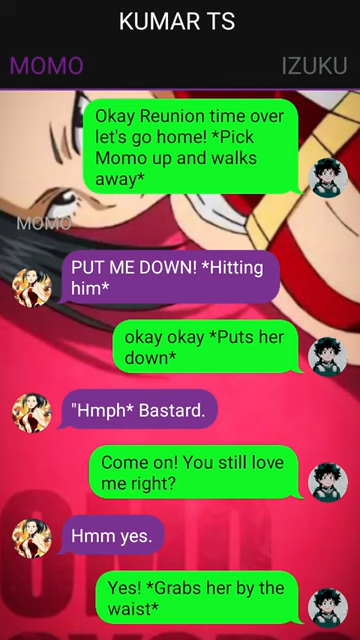 KUMAR TS
MOMO
IZUKU
Okay Reunion time over
let's go home! *Pick
Momo up and walks
away*
MOMO
PUT ME DOWN! *Hitting
him*
okay okay *Puts her
down*
"Hmph* Bastard.
Come on! You still love
me right?
Hmm yes.
Yes! *Grabs her by the
waist*